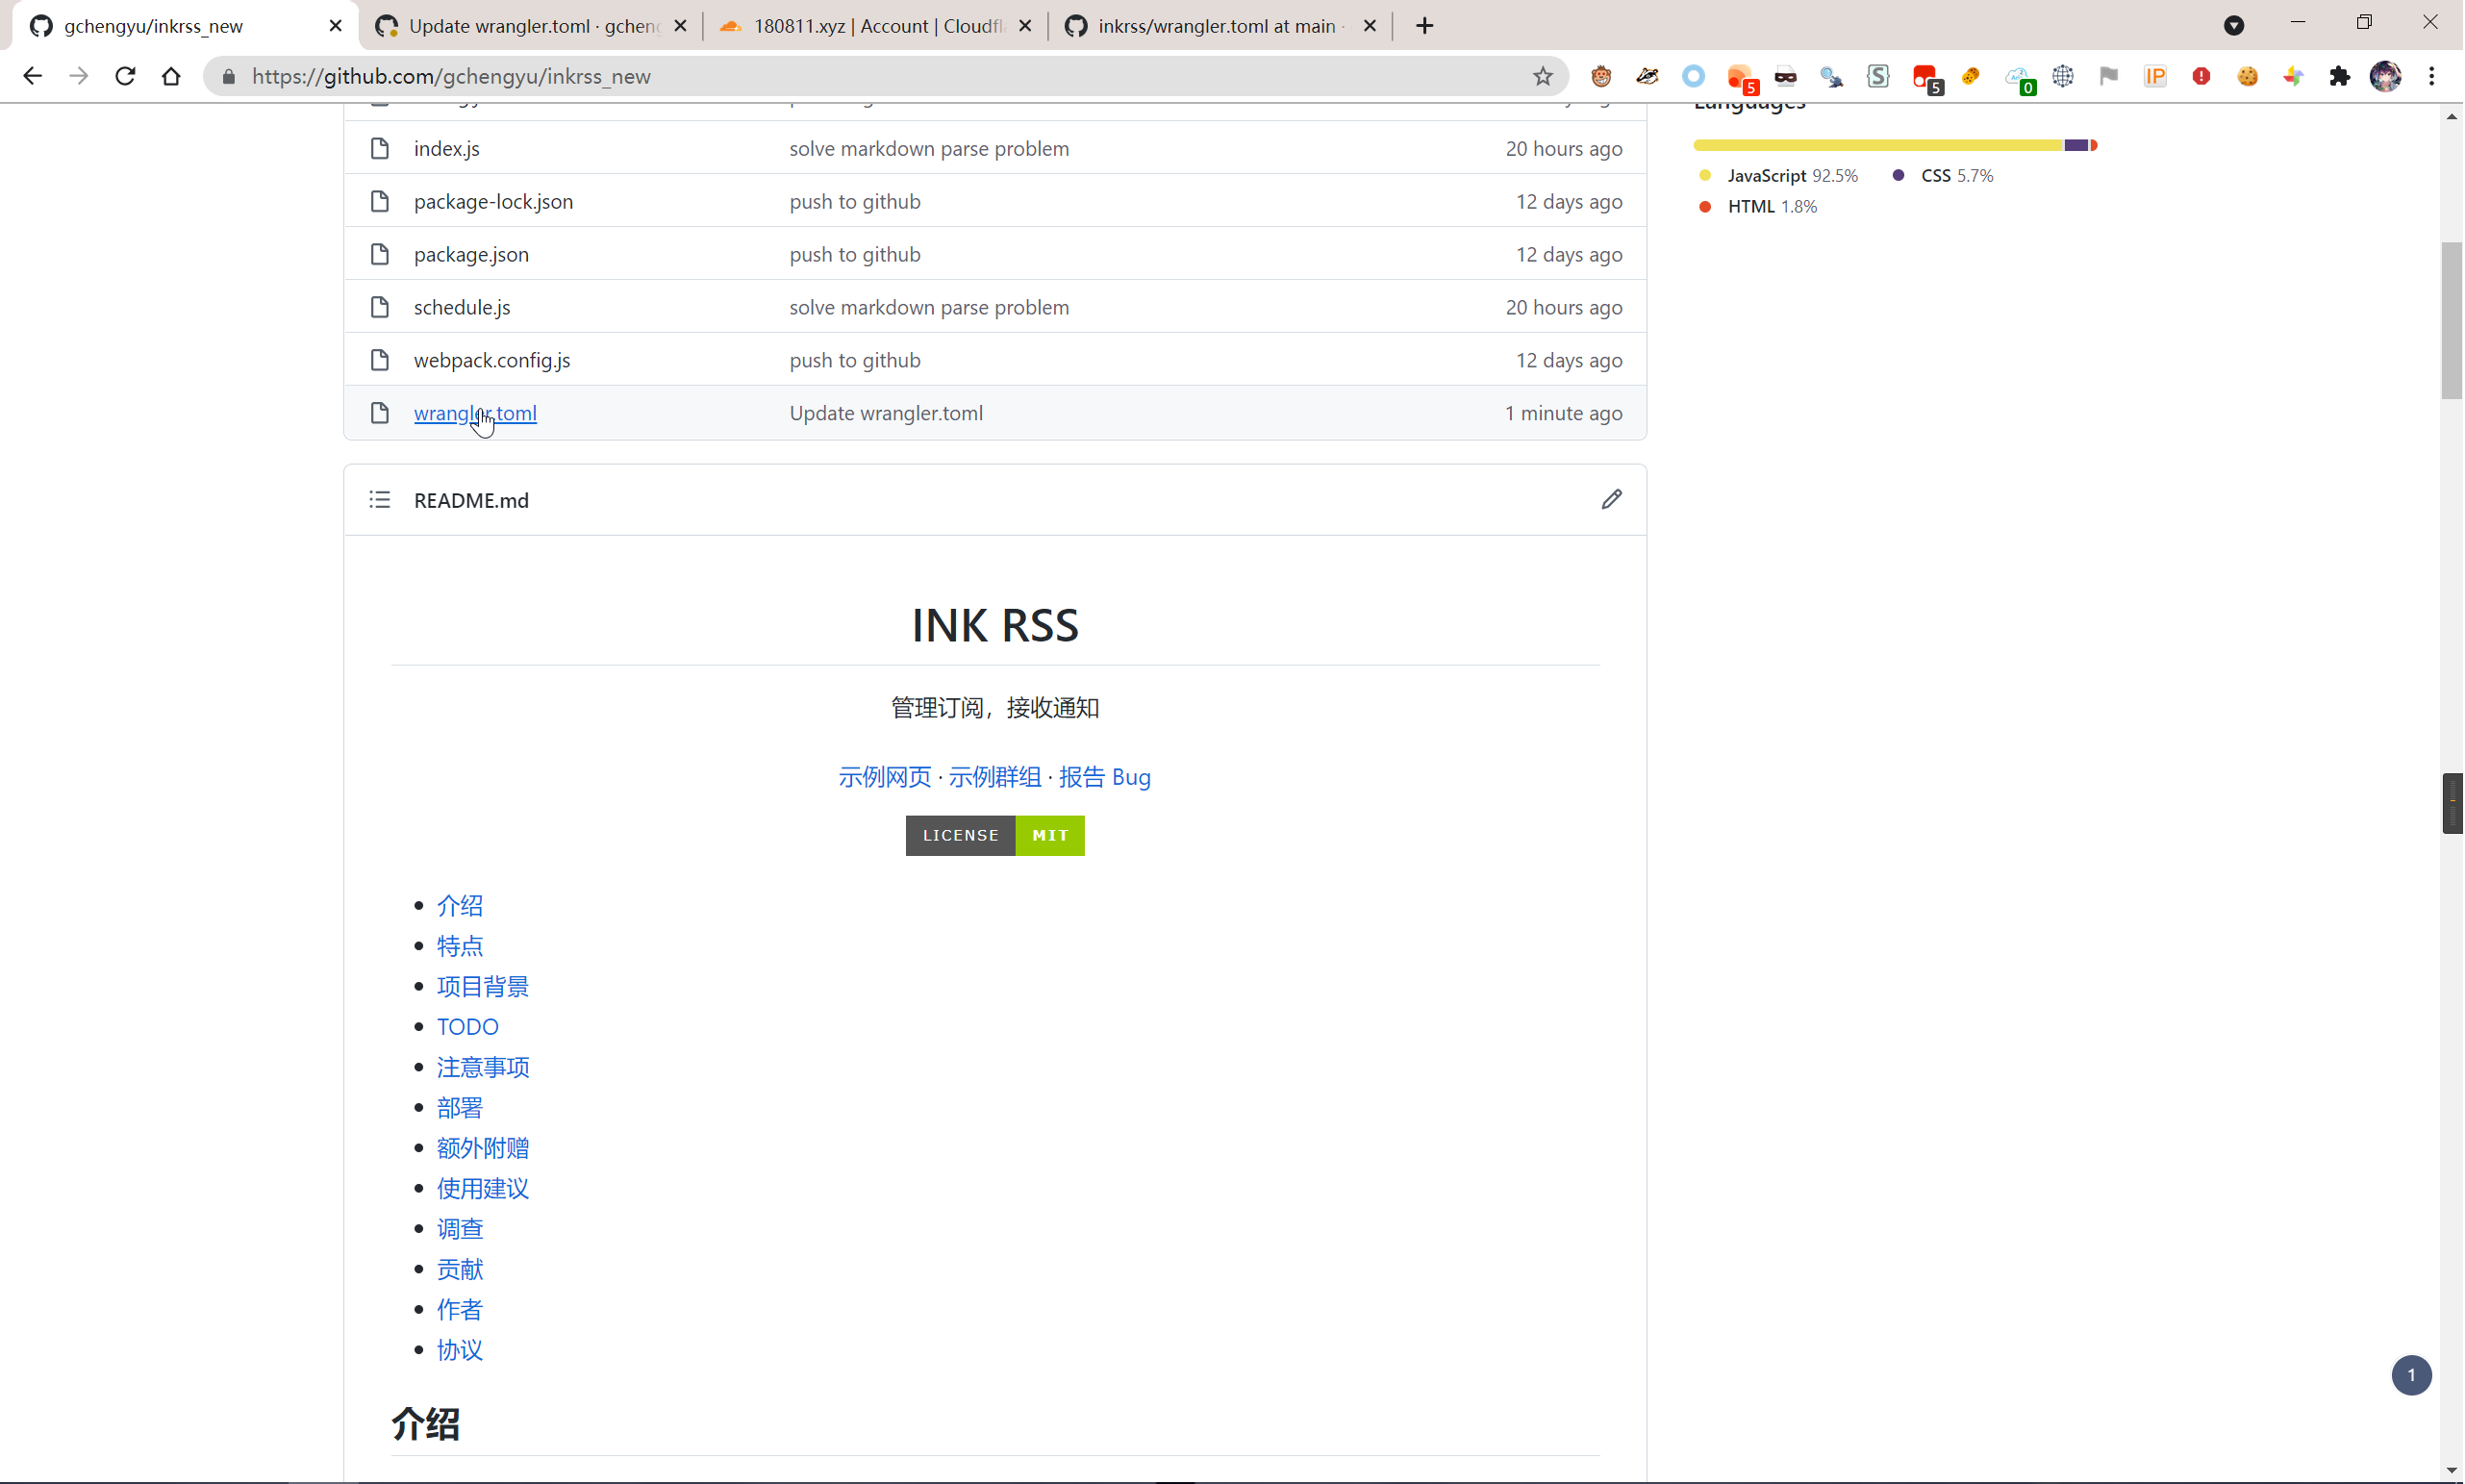 gchengyu/inkrss_new
Update wrangler.toml · gcheng
180811.xyz | Account | Cloudfl
inkrss/wrangler.toml at main ·
https://github.com/gchengyu/inkrss_new
5
5
0
IP
Languages
index.js solve markdown parse problem 20 hours ago
JavaScript 92.5% CSS 5.7%
package-lock.json push to github 12 days ago
HTML 1.8%
package.json push to github 12 days ago
schedule.js solve markdown parse problem 20 hours ago
webpack.config.js push to github 12 days ago
wrangler.toml Update wrangler.toml 1 minute ago
README.md
INK RSS
管理订阅，接收通知
示例网页 · 示例群组 · 报告 Bug
LICENSE MIT
介绍
特点
项目背景
TODO
注意事项
部署
额外附赠
使用建议
调查
贡献
作者
协议
1
介绍